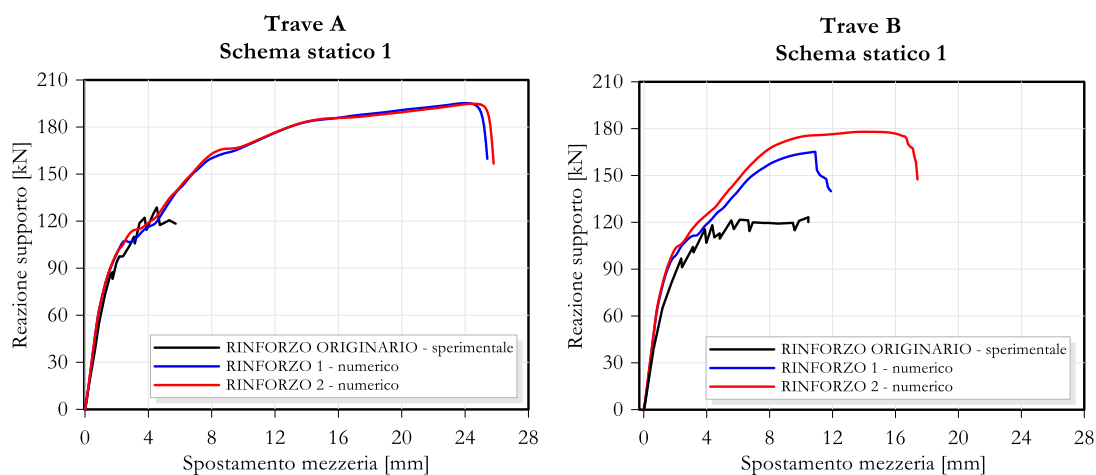 Trave A
Schema statico 1
210
180
150
120
90
60
30
0
Reazione supporto [kN]
RINFORZO ORIGINARIO - sperimentale
RINFORZO 1 - numerico
RINFORZO 2 - numerico
0 4 8 12 16 20 24 28
Spostamento mezzeria [mm]
Trave B
Schema statico 1
210
180
150
120
90
60
30
0
Reazione supporto [kN]
RINFORZO ORIGINARIO - sperimentale
RINFORZO 1 - numerico
RINFORZO 2 - numerico
0 4 8 12 16 20 24 28
Spostamento mezzeria [mm]